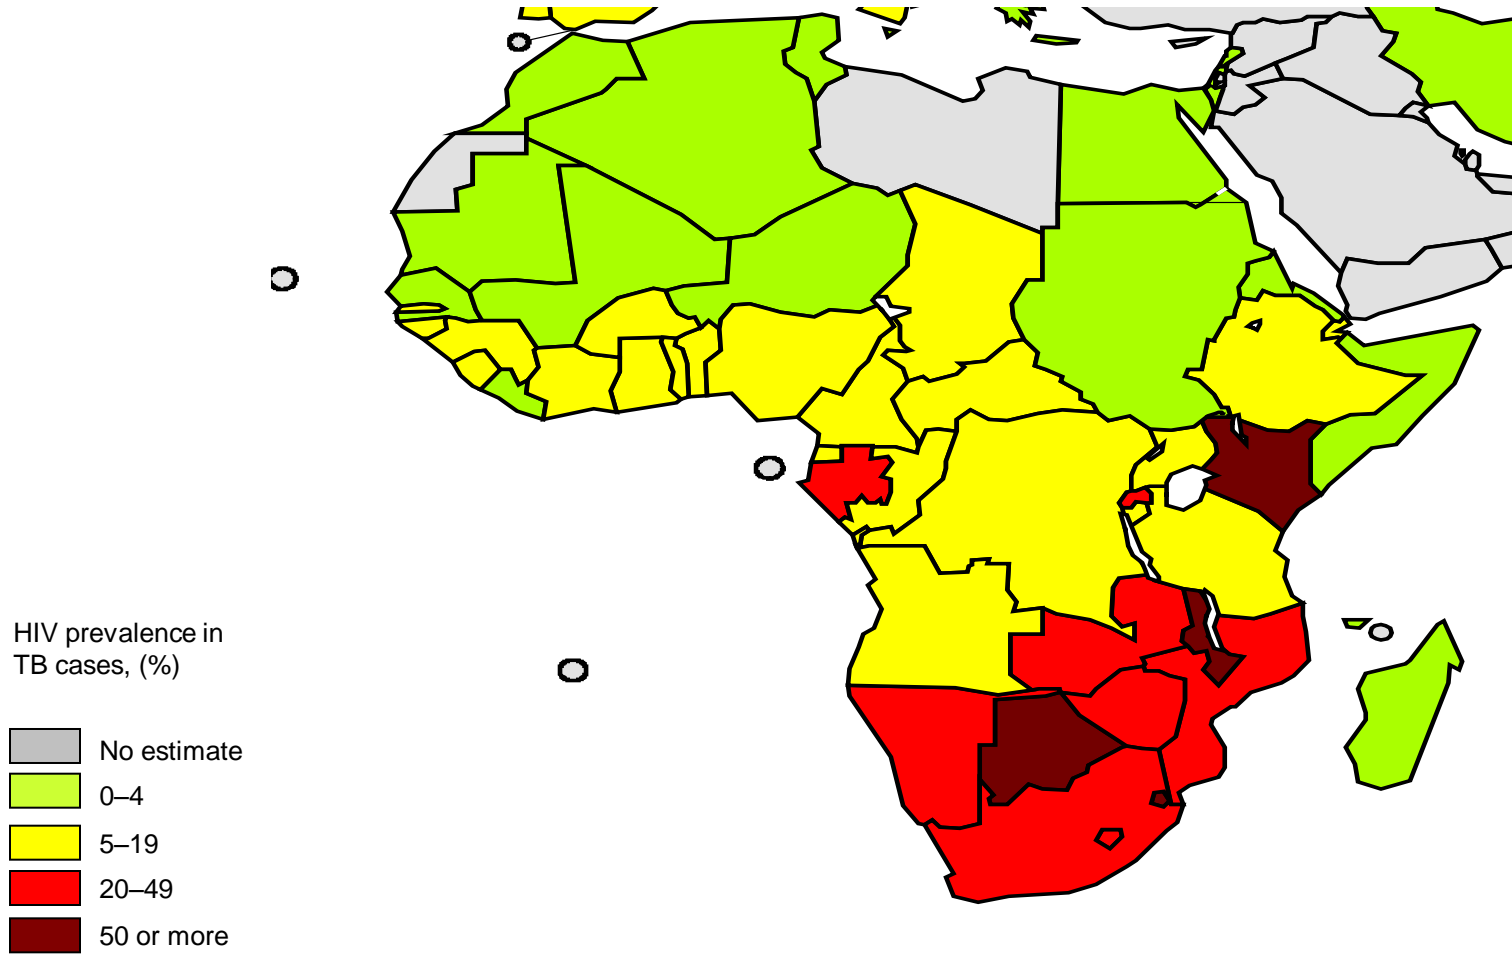 HIV prevalence in
TB cases, (%)
No estimate
0–4
5–19
20–49
50 or more